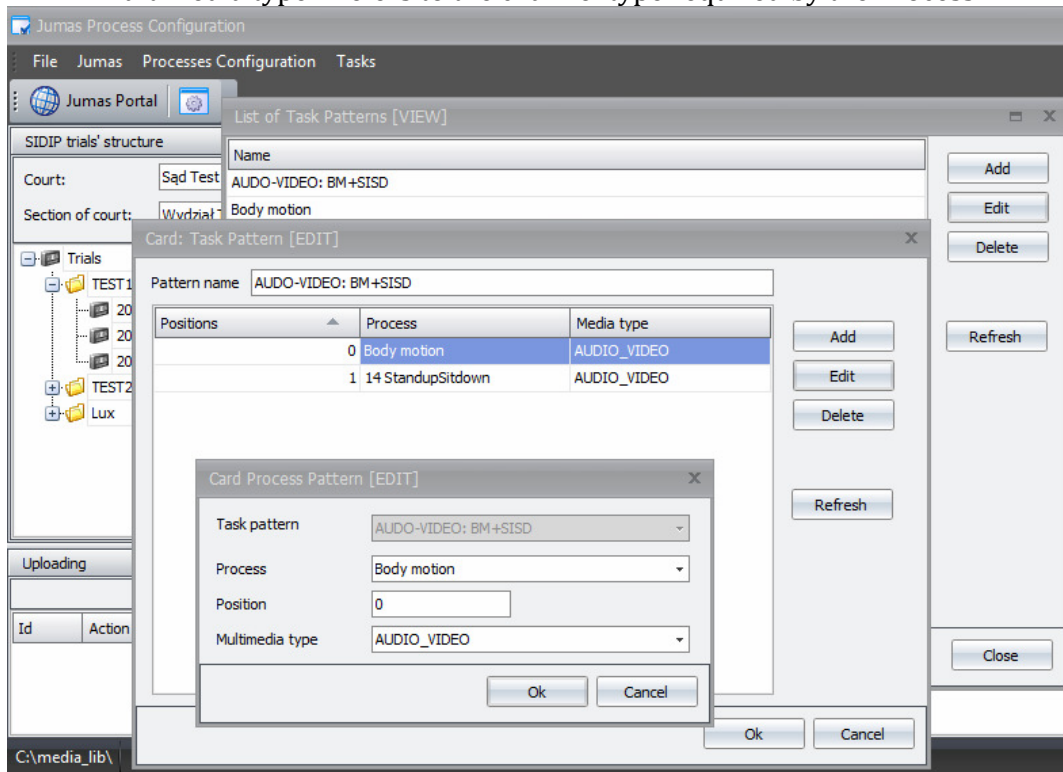 Jumas Process Configuration
File Jumas Processes Configuration Tasks
Jumas Portal
List of Task Patterns [VIEW]
X
SIDIP trials' structure
Name
Court:
Sąd Test
AUDO-VIDEO: BM+SISD
Add
Section of court:
Wydział
Body motion
Edit
Card: Task Pattern [EDIT]
X
Delete
Trials
TEST1
Pattern name AUDO-VIDEO: BM+SISD
20
Positions Process Media type
20
0 Body motion AUDIO_VIDEO
Add
Refresh
20
1 14 StandupSitdown AUDIO_VIDEO
Edit
TEST2
Lux
Delete
Card Process Pattern [EDIT]
X
Refresh
Task pattern AUDO-VIDEO: BM+SISD
Uploading
Process Body motion
Position 0
Id Action
Multimedia type AUDIO_VIDEO
Close
Ok Cancel
Ok Cancel
C:\media_lib\